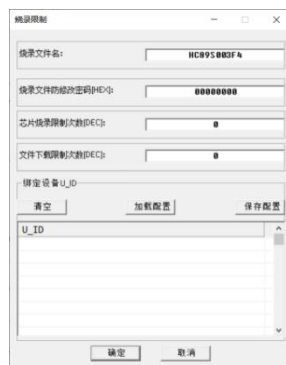 烧录限制
烧录文件名: HC89S003F4
烧录文件防修改密码(HEX): 00000000
芯片烧录限制次数(DEC): 0
文件下载限制次数(DEC): 0
绑定设备U_ID
清空 加载配置 保存配置
U_ID
确定 取消